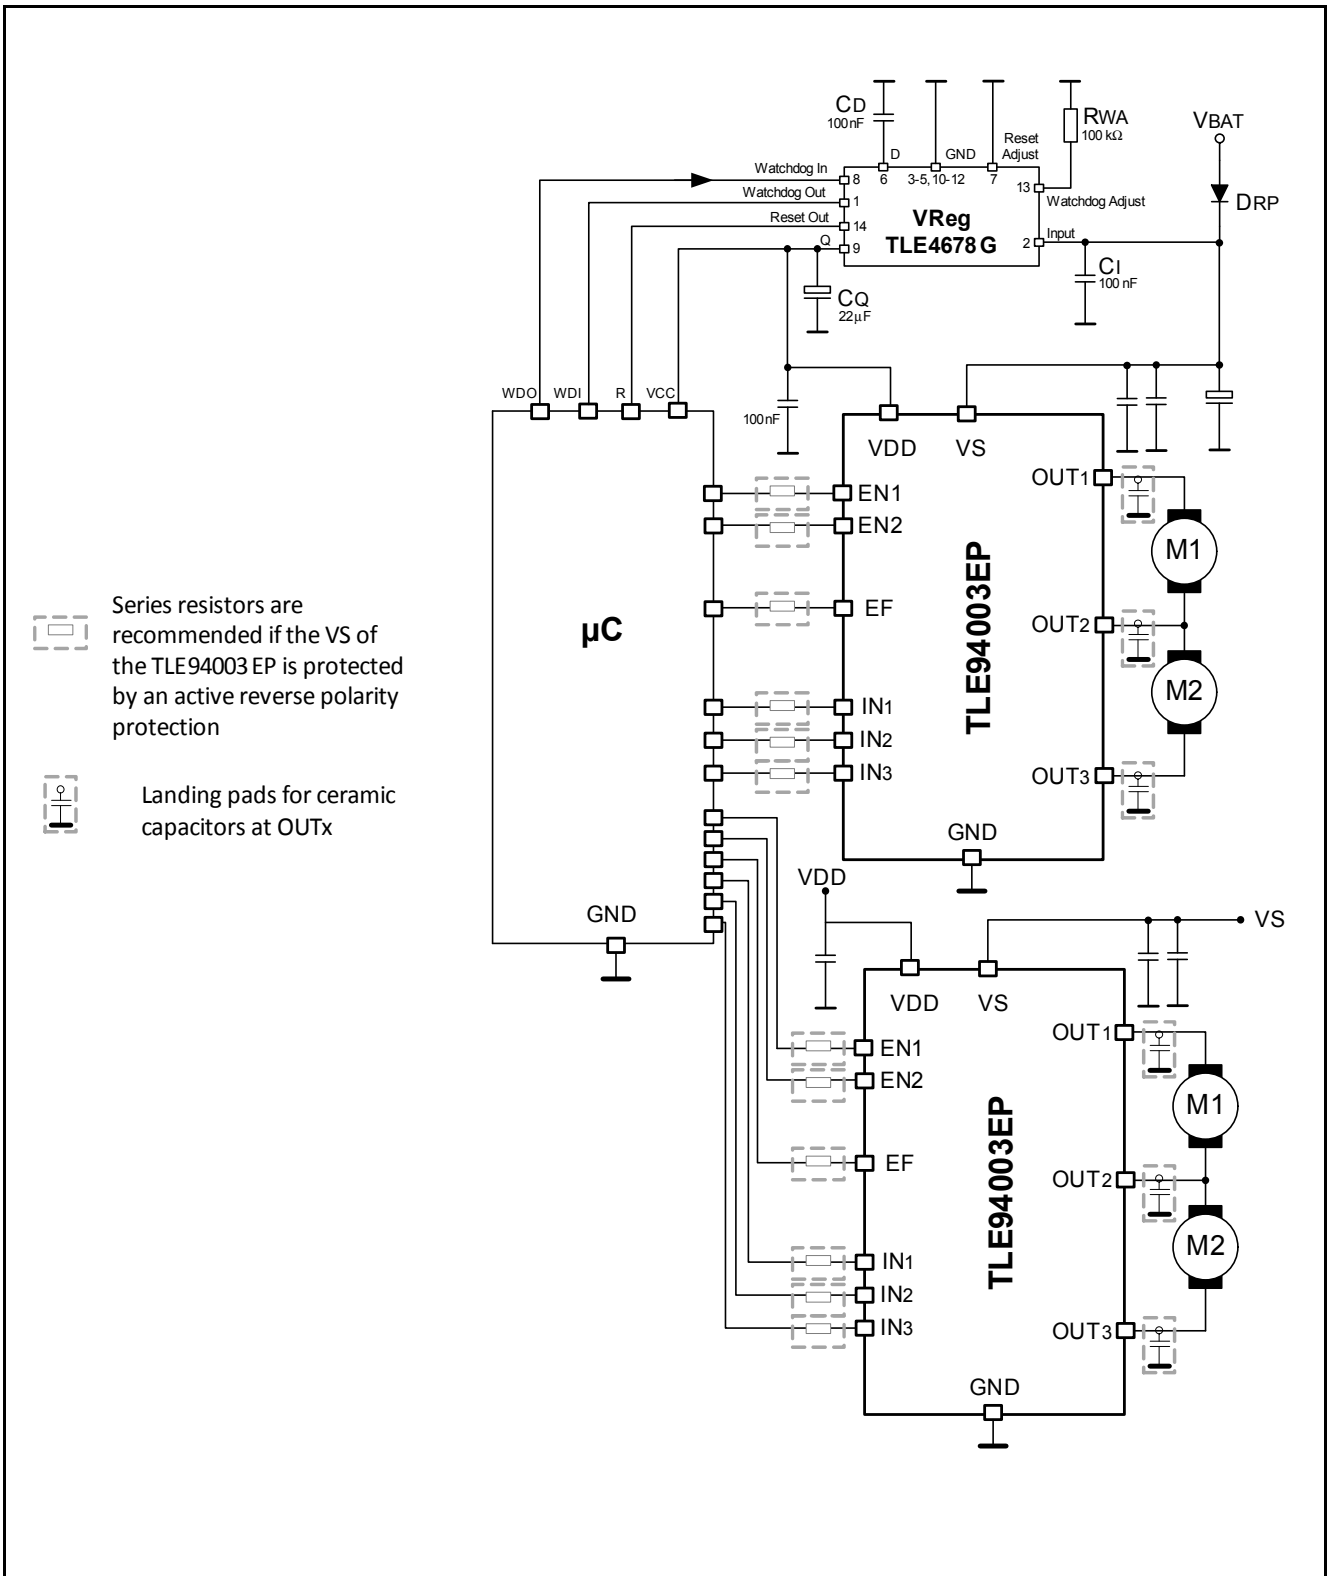 CD
100nF
RWA
100 kΩ
VBAT
Reset
Adjust
D
GND
Watchdog In
8
6
3-5, 10-12
7
13
DRP
Watchdog Out
1
Watchdog Adjust
VReg
Reset Out
14
TLE4678 G
Input
2
Q
9
CI
100 nF
CQ
22µF
WDO
WDI
R
VCC
100nF
VDD
VS
OUT1
EN1
EN2
M1
TLE94003EP
Series resistors are
recommended if the VS of
the TLE94003 EP is protected
by an active reverse polarity
protection
EF
µC
OUT2
M2
IN1
IN2
IN3
OUT3
Landing pads for ceramic
capacitors at OUTx
GND
VDD
GND
VS
VDD
VS
OUT1
EN1
EN2
M1
TLE94003EP
EF
OUT2
M2
IN1
IN2
IN3
OUT3
GND